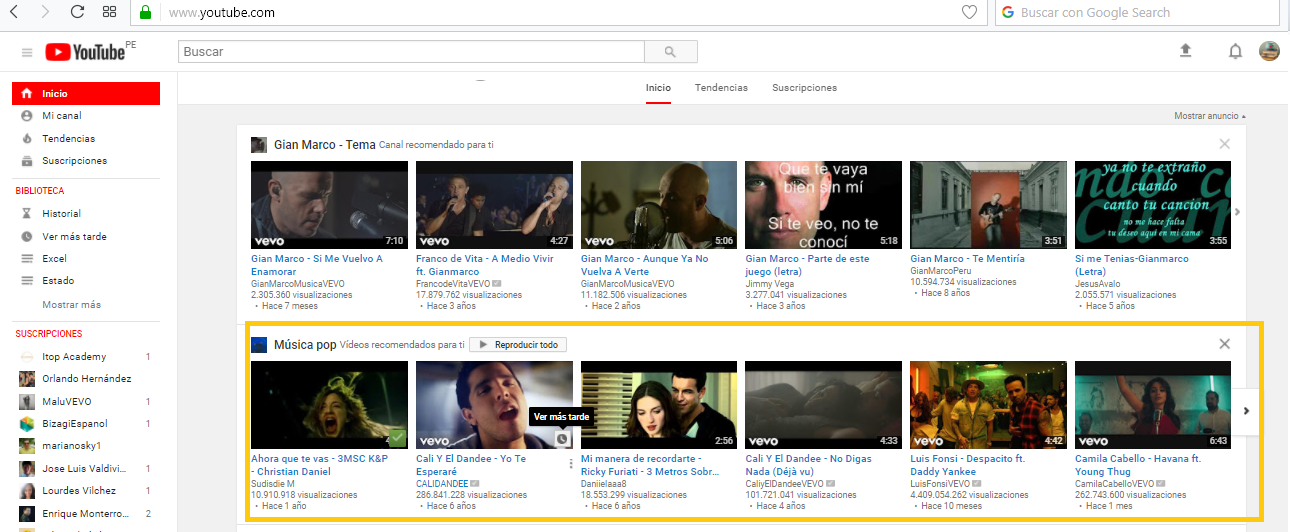 www.youtube.com
Buscar con Google Search
YouTube PE
Buscar
Inicio
Mi canal
Tendencias
Suscripciones
BIBLIOTECA
Historial
Ver más tarde
Excel
Estado
Mostrar más
SUSCRIPCIONES
Itop Academy 1
Orlando Hernández
MaluVEVO 1
BizagiEspanol 1
marianosky1
Jose Luis Valdivi... 1
Lourdes Vilchez 1
Enrique Monterro... 2
Inicio Tendencias Suscripciones
Mostrar anuncio
Gian Marco - Tema Canal recomendado para ti
vevo 7:10
Gian Marco - Si Me Vuelvo A
Enamorar
GianMarcoMusicaVEVO
2.305.360 visualizaciones
• Hace 7 meses
vevo 4:27
Franco de Vita - A Medio Vivir
ft. Gianmarco
FrancodeVitaVEVO
17.879.762 visualizaciones
• Hace 3 años
vevo 5:06
Gian Marco - Aunque Ya No
Vuelva A Verte
GianMarcoMusicaVEVO
11.182.506 visualizaciones
• Hace 2 años
Que te vaya
bien sin mí
Si te veo, no te
conocí
5:18
Gian Marco - Parte de este
juego (letra)
Jimmy Vega
3.277.041 visualizaciones
• Hace 3 años
3:51
Gian Marco - Te Mentiría
GianMarcoPeru
10.594.734 visualizaciones
• Hace 8 años
ya no te extraño
cuando
canto tu cancion
no me hace falta
tu deseo aqui en mi cama
3:55
Si me Tenias-Gianmarco
(Letra)
JesusAvalo
2.055.571 visualizaciones
• Hace 5 años
Música pop Vídeos recomendados para ti Reproducir todo
Ahora que te vas - 3MSC K&P
- Christian Daniel
Sudisdie M
10.910.918 visualizaciones
• Hace 1 año
vevo
Ver más tarde
Cali Y El Dandee - Yo Te
Esperaré
CALIDANDEE
286.841.228 visualizaciones
• Hace 6 años
2:56
Mi manera de recordarte -
Ricky Furiati - 3 Metros Sobr...
Daniielaaa8
18.553.299 visualizaciones
• Hace 6 años
vevo 4:33
Cali Y El Dandee - No Digas
Nada (Déjà vu)
CaliyElDandeeVEVO
101.721.041 visualizaciones
• Hace 4 años
vevo 4:42
Luis Fonsi - Despacito ft.
Daddy Yankee
LuisFonsiVEVO
4.409.054.262 visualizaciones
• Hace 10 meses
vevo 6:43
Camila Cabello - Havana ft.
Young Thug
CamilaCabelloVEVO
262.743.600 visualizaciones
• Hace 1 mes